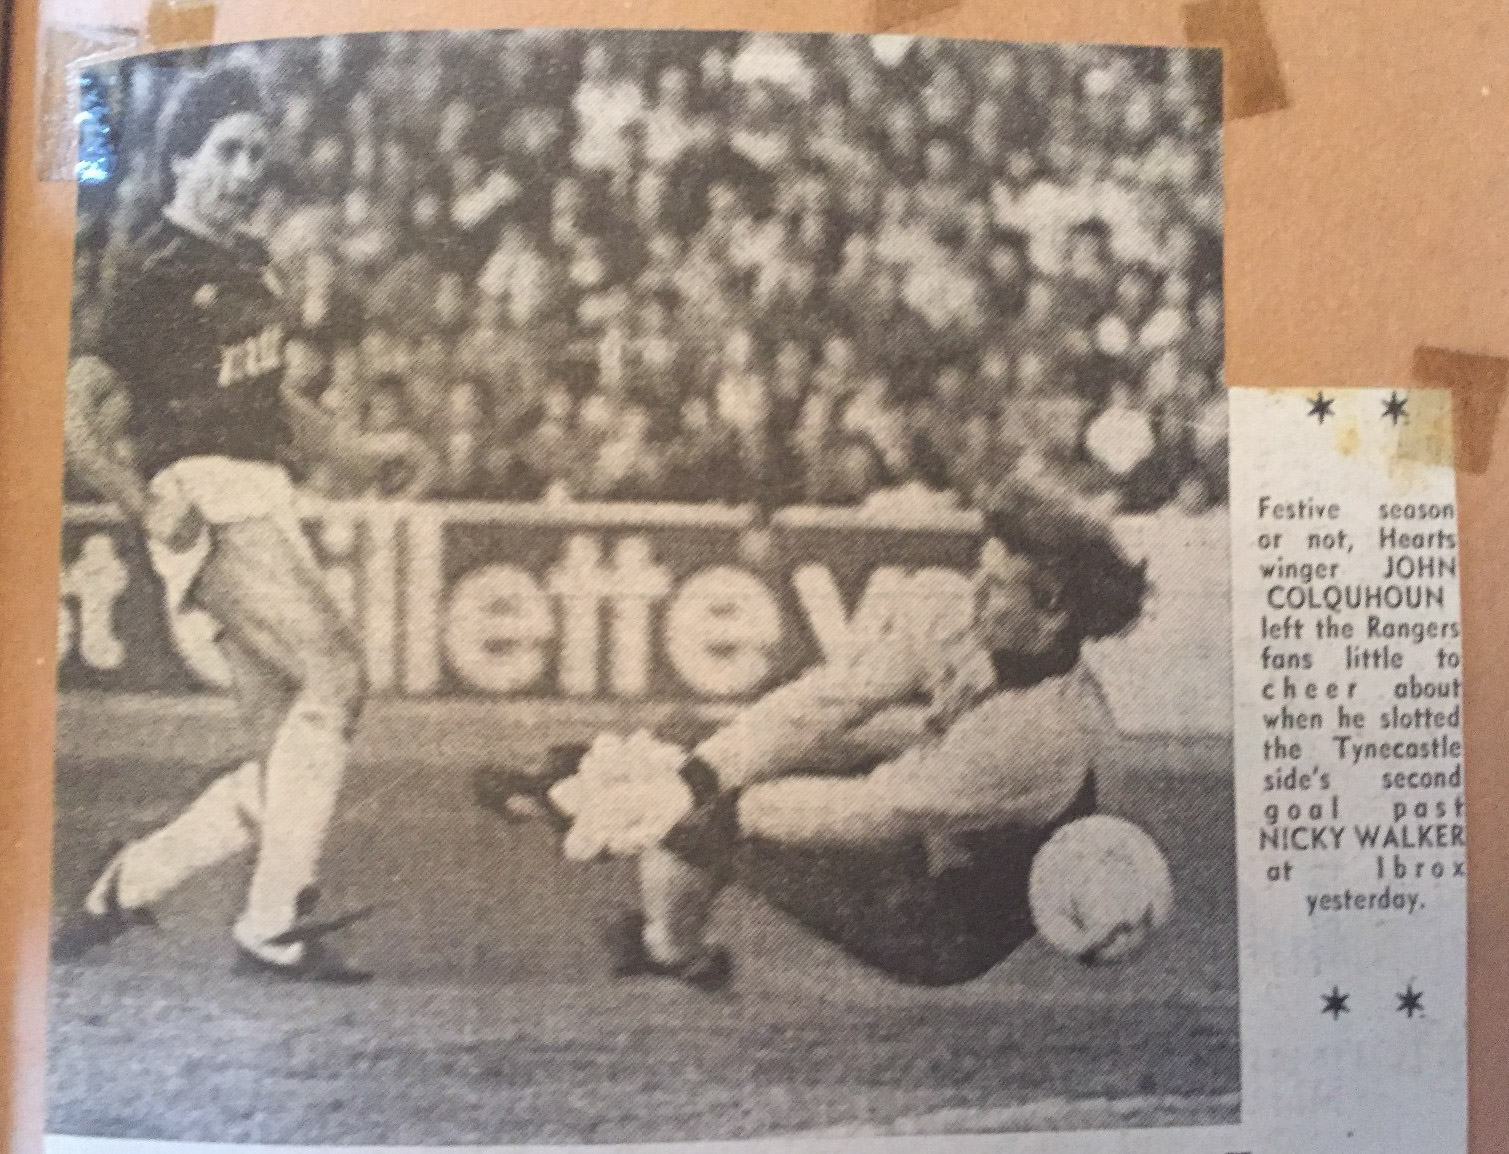 t illette
Festive season
or not, Hearts
winger JOHN
COLQUHOUN
left the Rangers
fans little to
cheer about
when he slotted
the Tynecastle
side's second
goal past
NICKY WALKER
at Ibrox
yesterday.